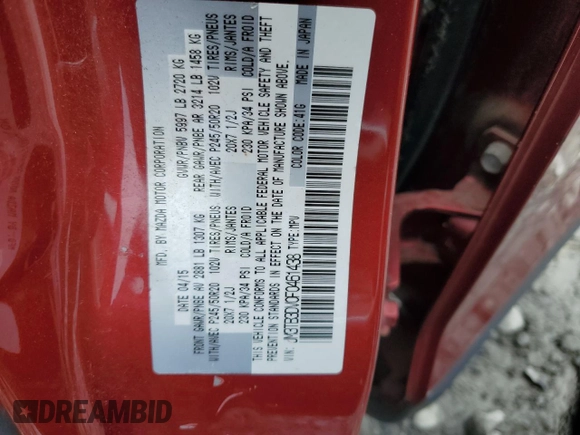 MFD. BY MAZDA MOTOR CORPORATION
DATE 04/15 GVWR/PNBV 5997 LB 2720 KG
FRONT GAWR/PNBE AV 2881 LB 1307 KG REAR GAWR/PNBE AR 3214 LB 1458 KG
WITH/AVEC P245/50R20 102V TIRES/PNEUS WITH/AVEC P245/50R20 102V TIRES/PNEUS
20X7 1/2J RIMS/JANTES 20X7 1/2J RIMS/JANTES
230 KPA/34 PSI COLD/A FROID 230 KPA/34 PSI COLD/A FROID
THIS VEHICLE CONFORMS TO ALL APPLICABLE FEDERAL MOTOR VEHICLE SAFETY AND THEFT
PREVENTION STANDARDS IN EFFECT ON THE DATE OF MANUFACTURE SHOWN ABOVE.
VIN: JM3TB3DV0F0461438 TYPE:MPV COLOR CODE:41G MADE IN JAPAN
DREAMBID